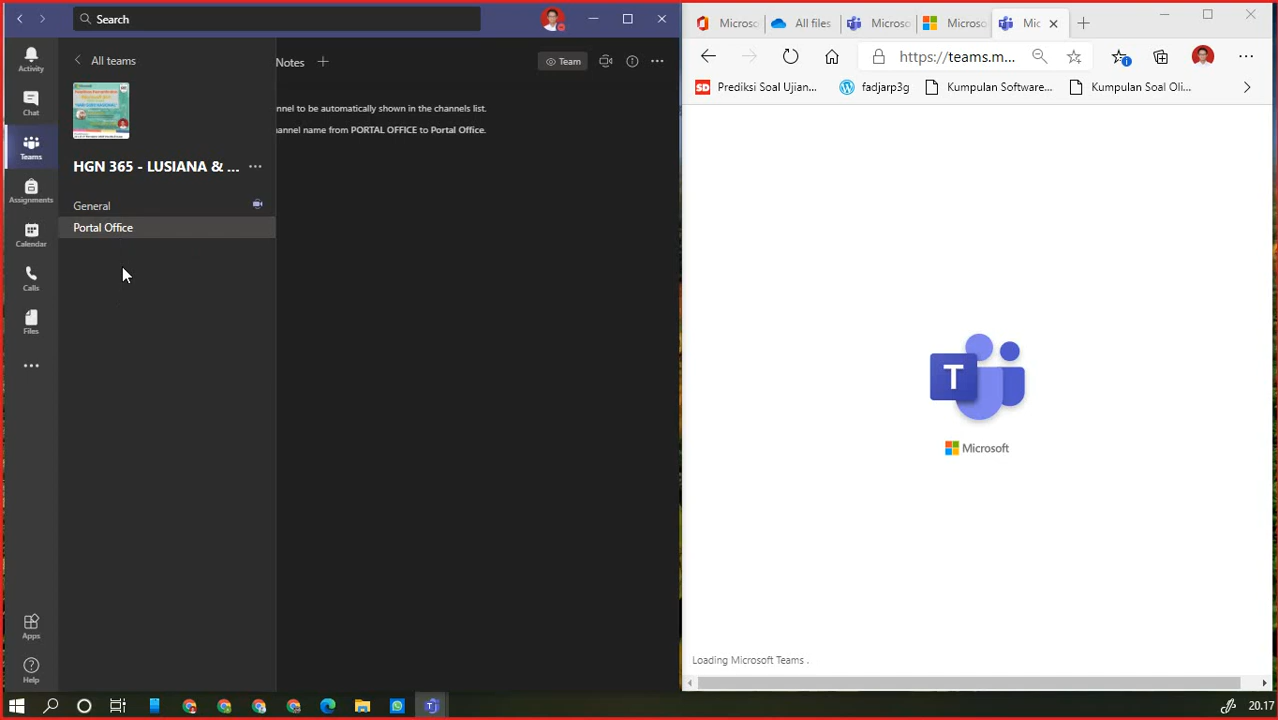 Search
Activity
Chat
Teams
Assignments
Calendar
Calls
Files
Apps
Help
All teams
HGN 365 - LUSIANA & ...
General
Portal Office
Notes
Team
nnel to be automatically shown in the channels list.
annel name from PORTAL OFFICE to Portal Office.
Microso
All files
Microso
Microso
Mic
https://teams.m...
SD Prediksi Soal Ujian...
fadjarp3g
Kumpulan Software...
Kumpulan Soal Oli...
T
Microsoft
Loading Microsoft Teams .
20.17